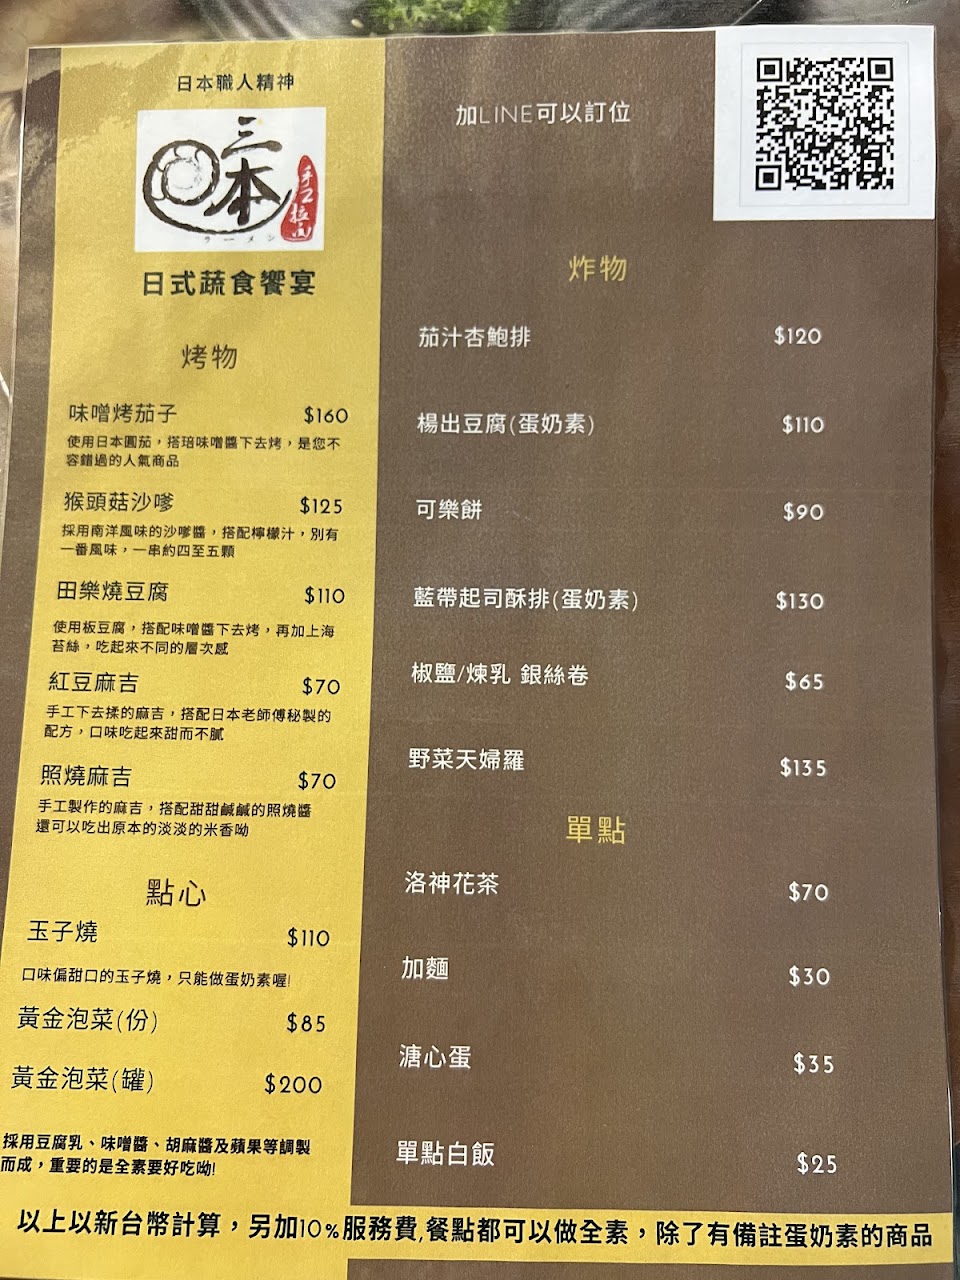 日本職人精神
三
本
手工拉面
ラーメン
日式蔬食饗宴
烤物
味噌烤茄子 $160
使用日本圓茄，搭琣味噌醬下去烤，是您不
容錯過的人氣商品
猴頭菇沙嗲 $125
採用南洋風味的沙嗲醬，搭配檸檬汁，別有
一番風味，一串約四至五顆
田樂燒豆腐 $110
使用板豆腐，搭配味噌醬下去烤，再加上海
苔絲，吃起來不同的層次感
紅豆麻吉 $70
手工下去揉的麻吉，搭配日本老師傅秘製的
配方，口味吃起來甜而不膩
照燒麻吉 $70
手工製作的麻吉，搭配甜甜鹹鹹的照燒醬
還可以吃出原本的淡淡的米香呦
點心
玉子燒 $110
口味偏甜口的玉子燒，只能做蛋奶素喔!
黃金泡菜(份) $85
黃金泡菜(罐) $200
採用豆腐乳、味噌醬、胡麻醬及蘋果等調製
而成，重要的是全素要好吃呦!
加LINE可以訂位
炸物
茄汁杏鮑排 $120
楊出豆腐(蛋奶素) $110
可樂餅 $90
藍帶起司酥排(蛋奶素) $130
椒鹽/煉乳 銀絲卷 $65
野菜天婦羅 $135
單點
洛神花茶 $70
加麵 $30
溏心蛋 $35
單點白飯 $25
以上以新台幣計算，另加10%服務費,餐點都可以做全素，除了有備註蛋奶素的商品